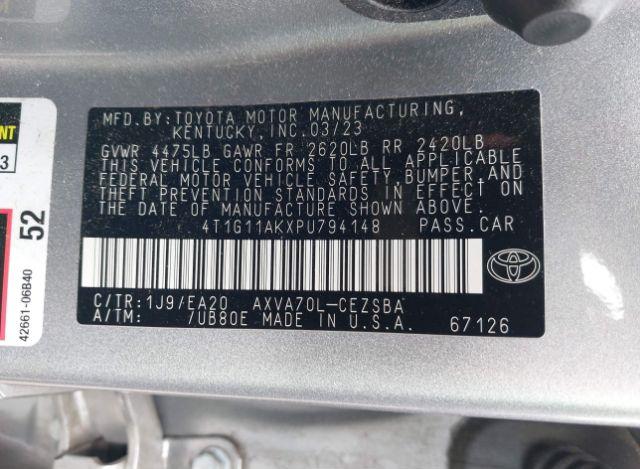 MFD.BY:TOYOTA MOTOR MANUFACTURING,
KENTUCKY,INC.03/23
GVWR 4475LB GAWR FR 2620LB RR 2420LB
THIS VEHICLE CONFORMS TO ALL APPLICABLE
FEDERAL MOTOR VEHICLE SAFETY,BUMPER AND
THEFT PREVENTION STANDARDS IN EFFECT ON
THE DATE OF MANUFACTURE SHOWN ABOVE.
4T1G11AKXPU794148 PASS.CAR
C/TR:1J9/EA20 AXVA70L-CEZSBA
A/TM: /UB80E MADE IN U.S.A. 67126
3
52
42661-06B40